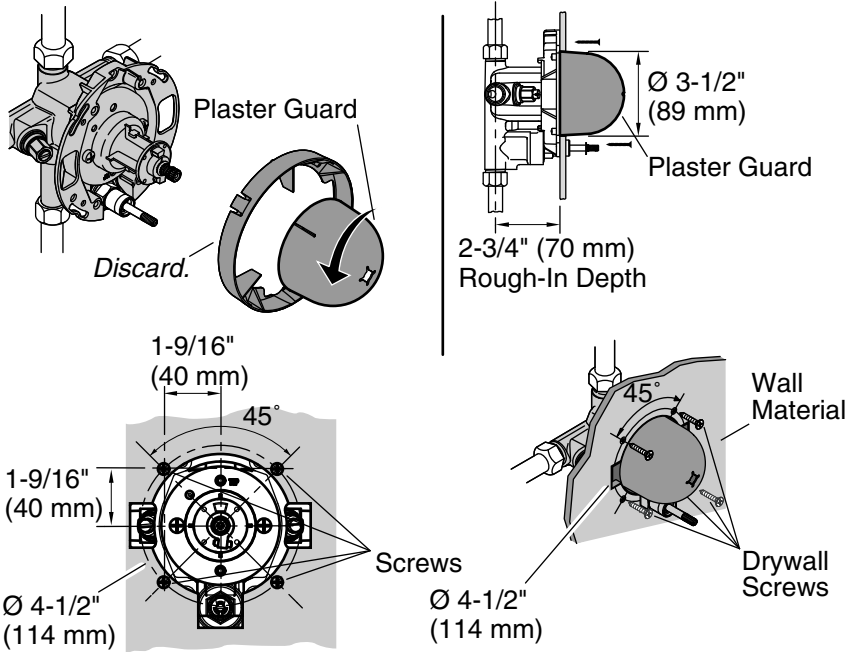 Plaster Guard
Discard.
Ø 3-1/2"
(89 mm)
Plaster Guard
2-3/4" (70 mm)
Rough-In Depth
1-9/16"
(40 mm)
45°
1-9/16"
(40 mm)
Screws
Ø 4-1/2"
(114 mm)
45°
Wall
Material
Drywall
Screws
Ø 4-1/2"
(114 mm)